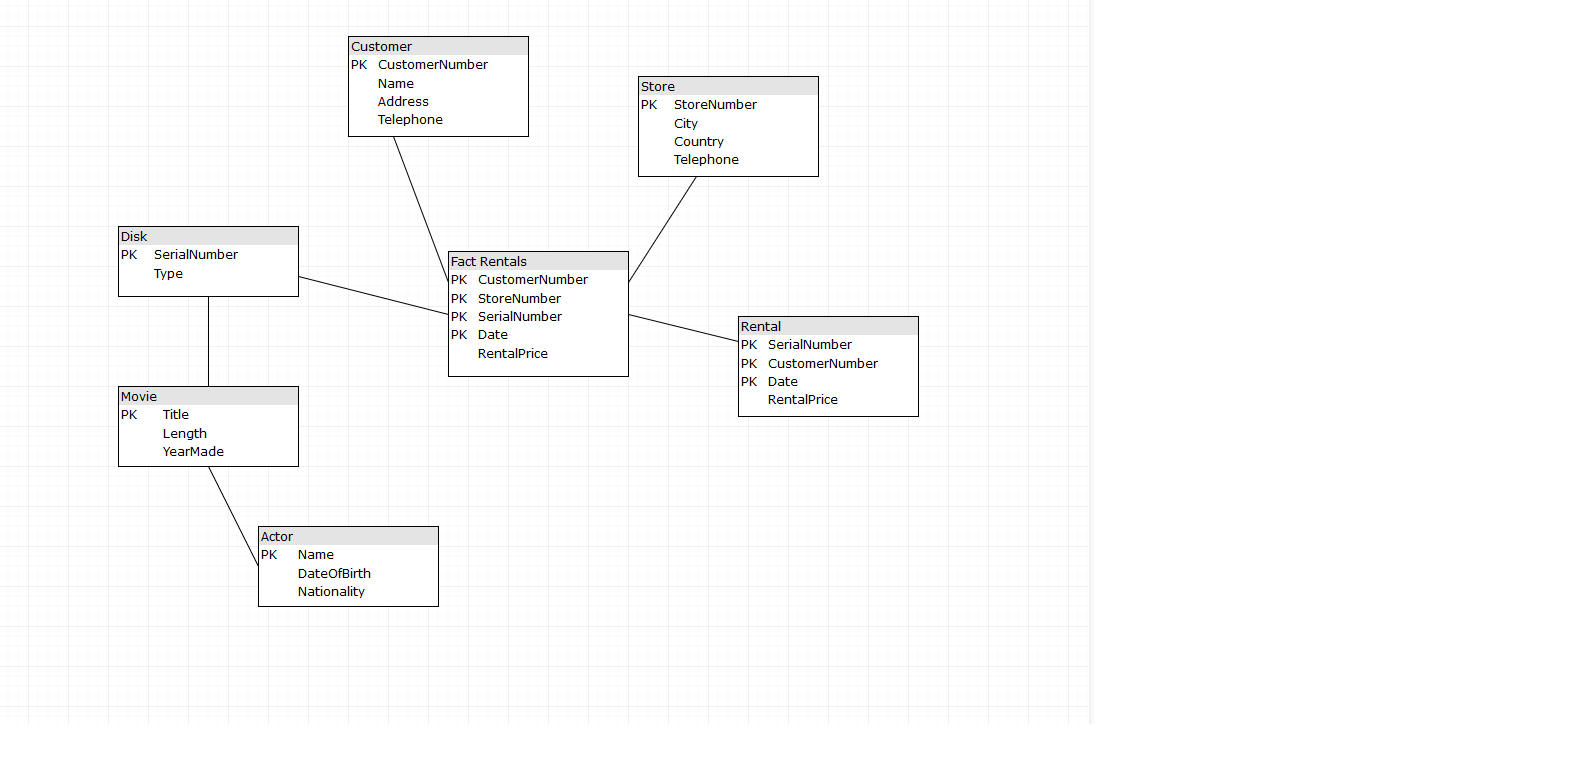 Customer
PK CustomerNumber
Name
Address
Telephone
Store
PK StoreNumber
City
Country
Telephone
Disk
PK SerialNumber
Type
Fact Rentals
PK CustomerNumber
PK StoreNumber
PK SerialNumber
PK Date
RentalPrice
Rental
PK SerialNumber
PK CustomerNumber
PK Date
RentalPrice
Movie
PK Title
Length
YearMade
Actor
PK Name
DateOfBirth
Nationality